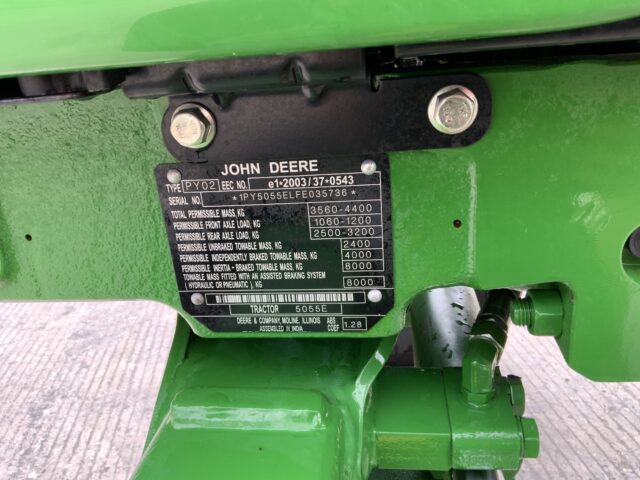 JOHN DEERE
TYPE PY02 EEC NO. e1*2003/37*0543
SERIAL NO. *1PY5055ELFE035736*
TOTAL PERMISSIBLE MASS, KG 3560-4400
PERMISSIBLE FRONT AXLE LOAD, KG 1060-1200
PERMISSIBLE REAR AXLE LOAD, KG 2500-3200
PERMISSIBLE UNBRAKED TOWABLE MASS, KG 2400
PERMISSIBLE INDEPENDENTLY BRAKED TOWABLE MASS, KG 4000
PERMISSIBLE INERTIA - BRAKED TOWABLE MASS, KG 8000
TOWABLE MASS FITTED WITH AN ASSISTED BRAKING SYSTEM
(HYDRAULIC OR PNEUMATIC), KG 8000
TRACTOR 5055E
DEERE & COMPANY, MOLINE, ILLINOIS ABS
ASSEMBLED IN INDIA COEF 1.28